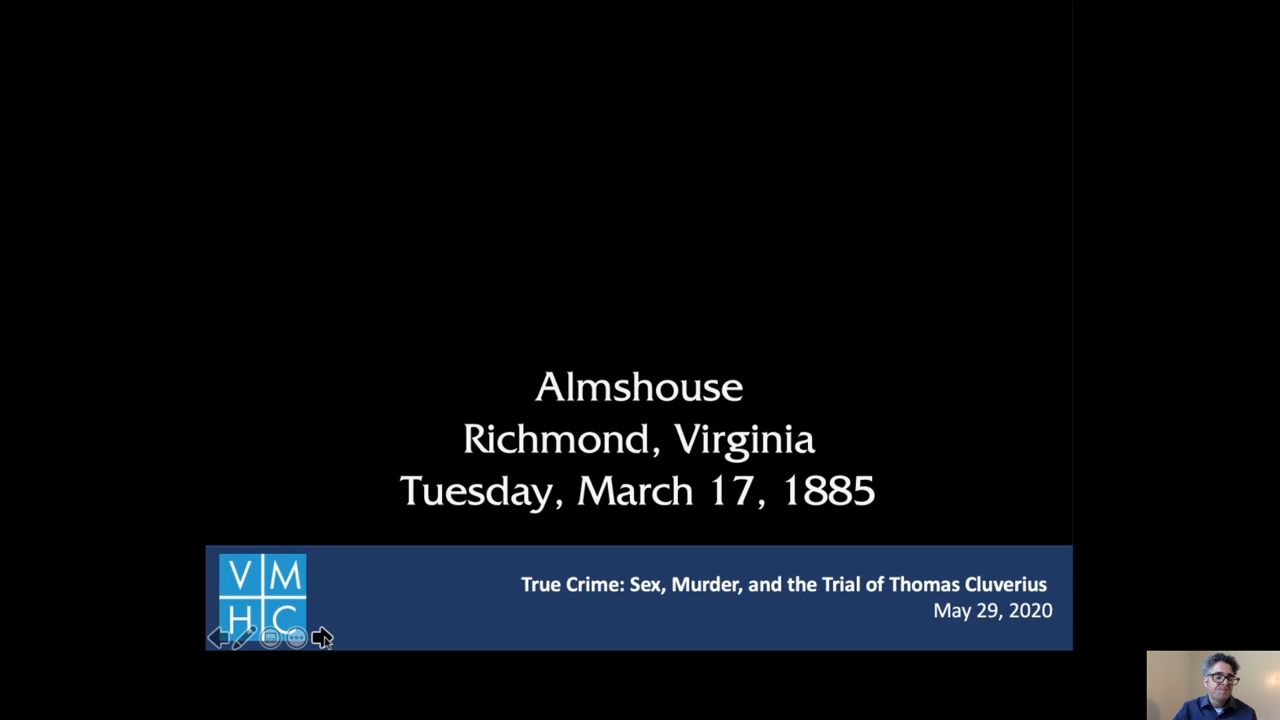 Almshouse
Richmond, Virginia
Tuesday, March 17, 1885
V M
H C
True Crime: Sex, Murder, and the Trial of Thomas Cluverius
May 29, 2020